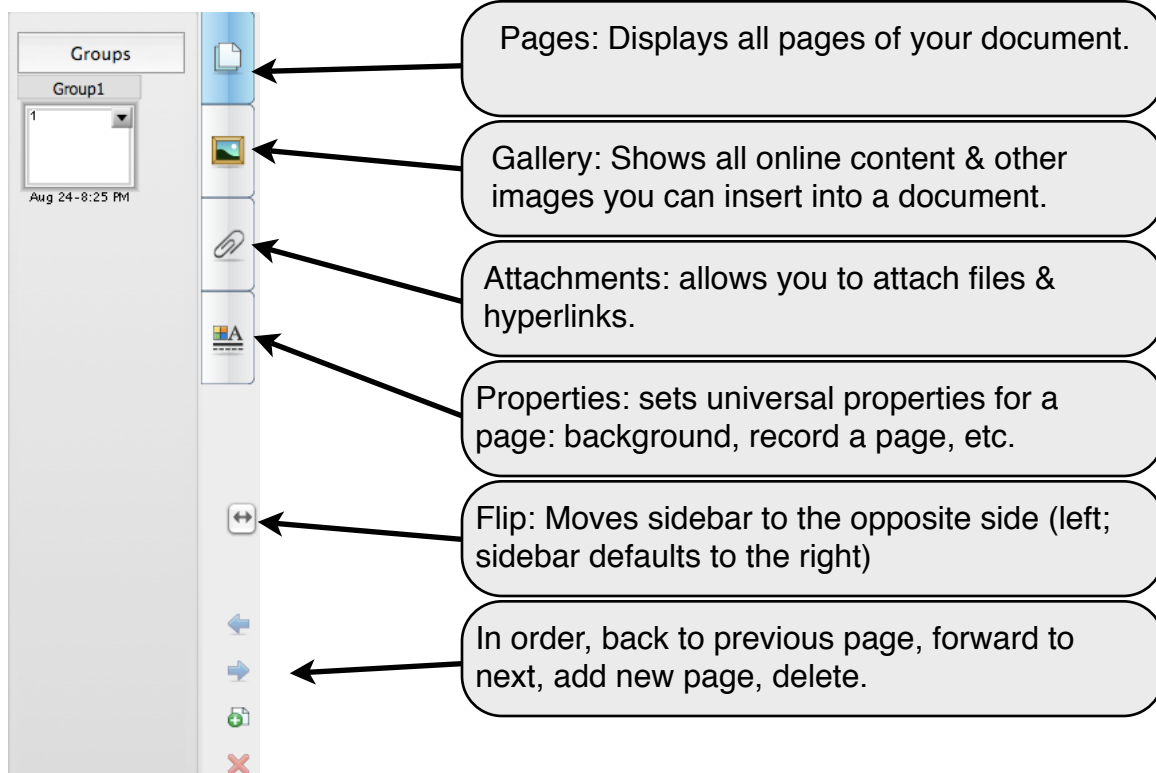 Groups
Group1
1
Aug 24-8:25 PM
A
Pages: Displays all pages of your document.
Gallery: Shows all online content & other
images you can insert into a document.
Attachments: allows you to attach files &
hyperlinks.
Properties: sets universal properties for a
page: background, record a page, etc.
Flip: Moves sidebar to the opposite side (left;
sidebar defaults to the right)
In order, back to previous page, forward to
next, add new page, delete.